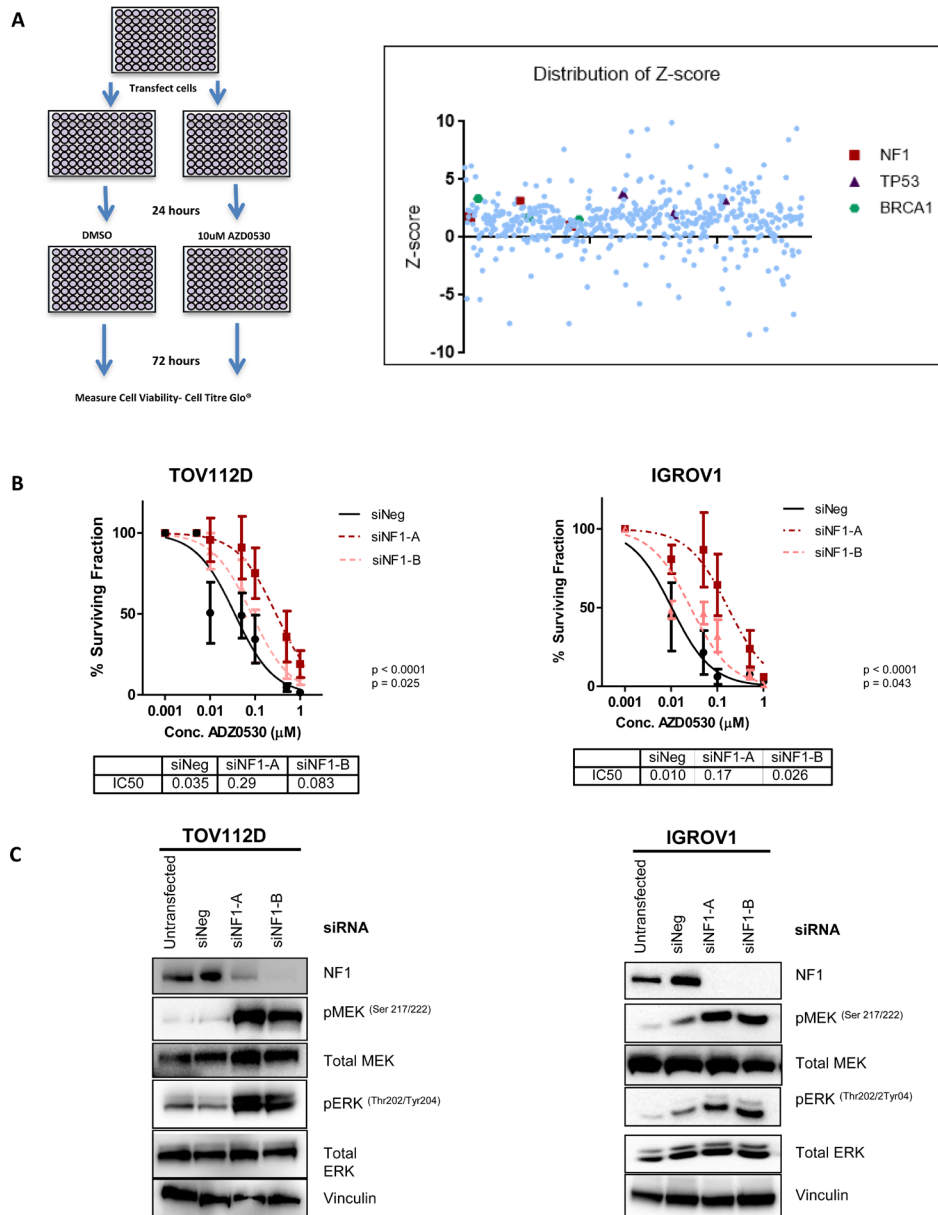 A
Transfect cells
24 hours
DMSO
10uM AZD0530
72 hours
Measure Cell Viability- Cell Titre Glo®
Distribution of Z-score
Z-score
10
5
0
-5
-10
NF1
TP53
BRCA1
B
TOV112D
% Surviving Fraction
100
50
0
0.001 0.01 0.1 1
Conc. ADZ0530 (μM)
siNeg
siNF1-A
siNF1-B
p < 0.0001
p = 0.025
siNeg siNF1-A siNF1-B
IC50 0.035 0.29 0.083
IGROV1
% Surviving Fraction
100
50
0
0.001 0.01 0.1 1
Conc. AZD0530 (μM)
siNeg
siNF1-A
siNF1-B
p < 0.0001
p = 0.043
siNeg siNF1-A siNF1-B
IC50 0.010 0.17 0.026
C
TOV112D
Untransfected
siNeg
siNF1-A
siNF1-B
siRNA
NF1
pMEK (Ser 217/222)
Total MEK
pERK (Thr202/Tyr204)
Total
ERK
Vinculin
IGROV1
Untransfected
siNeg
siNF1-A
siNF1-B
siRNA
NF1
pMEK (Ser 217/222)
Total MEK
pERK (Thr202/2Tyr04)
Total ERK
Vinculin